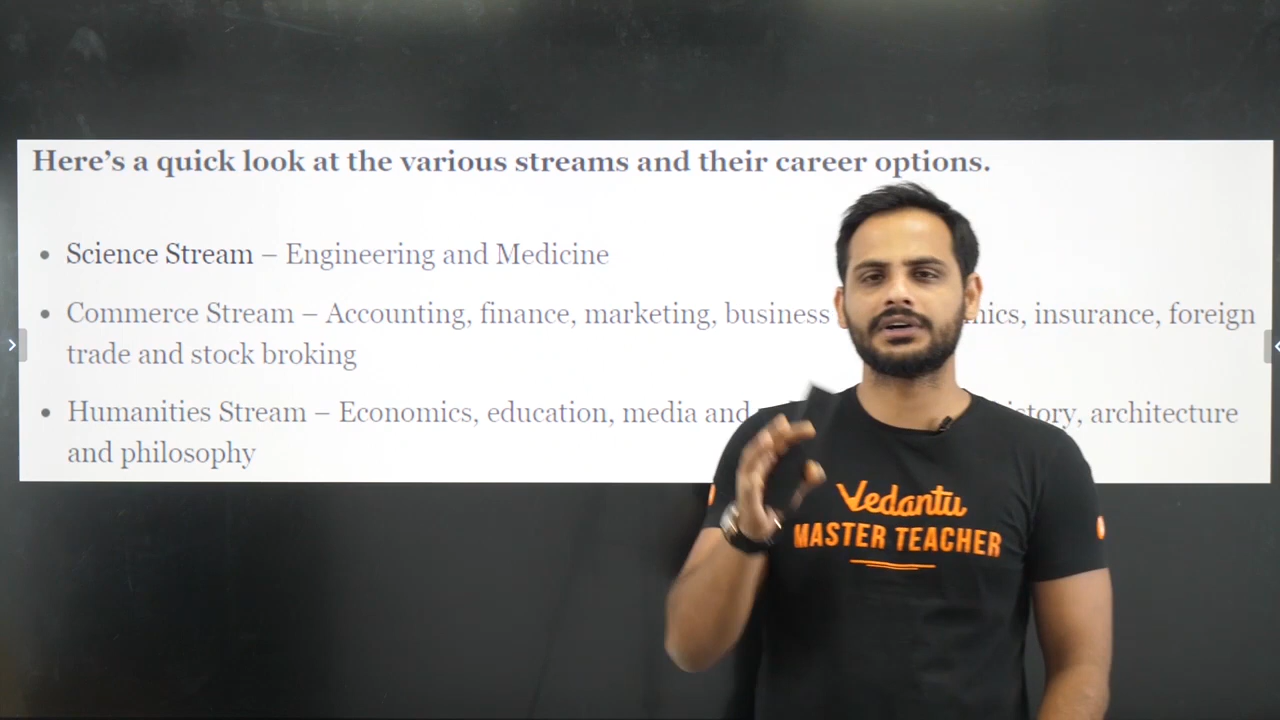 Here's a quick look at the various streams and their career options.
• Science Stream – Engineering and Medicine
• Commerce Stream – Accounting, finance, marketing, business insurance, foreign
trade and stock broking
• Humanities Stream – Economics, education, media and architecture
and philosophy
Vedantu
MASTER TEACHER